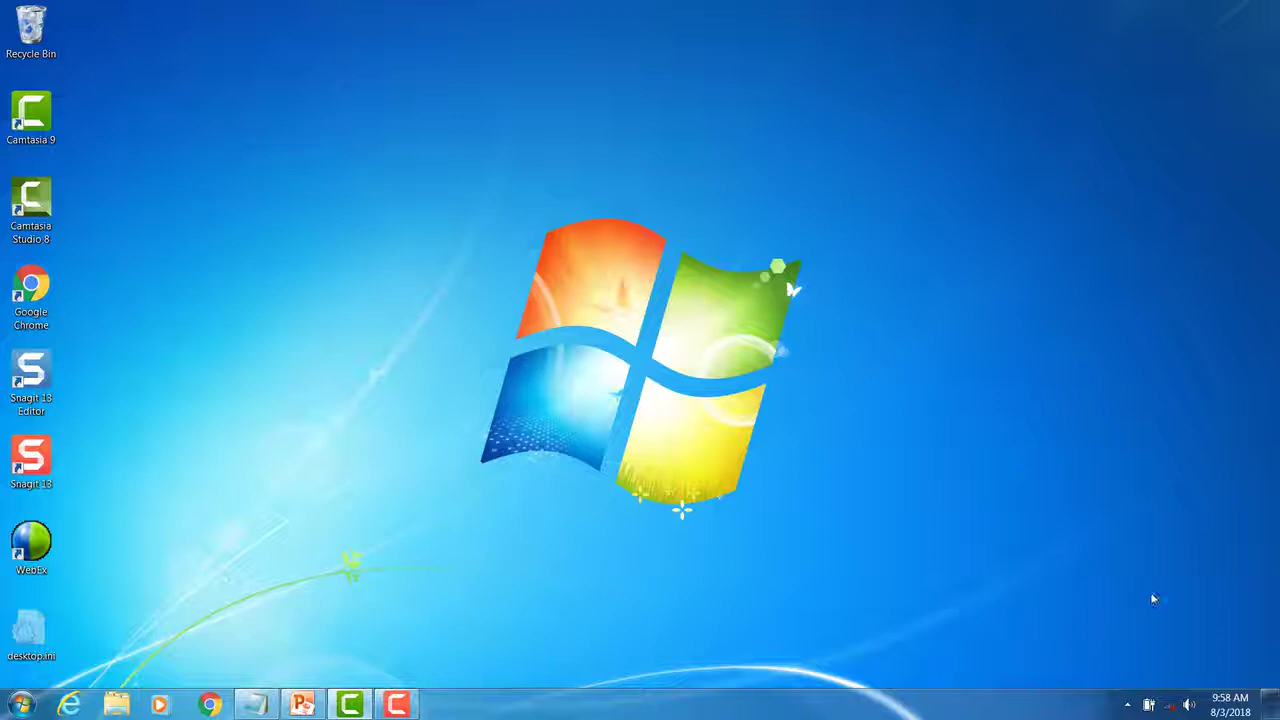 Recycle Bin
Camtasia 9
Camtasia
Studio 8
Google
Chrome
Snagit 13
Editor
Snagit 13
WebEx
desktop.ini
9:58 AM
8/3/2018